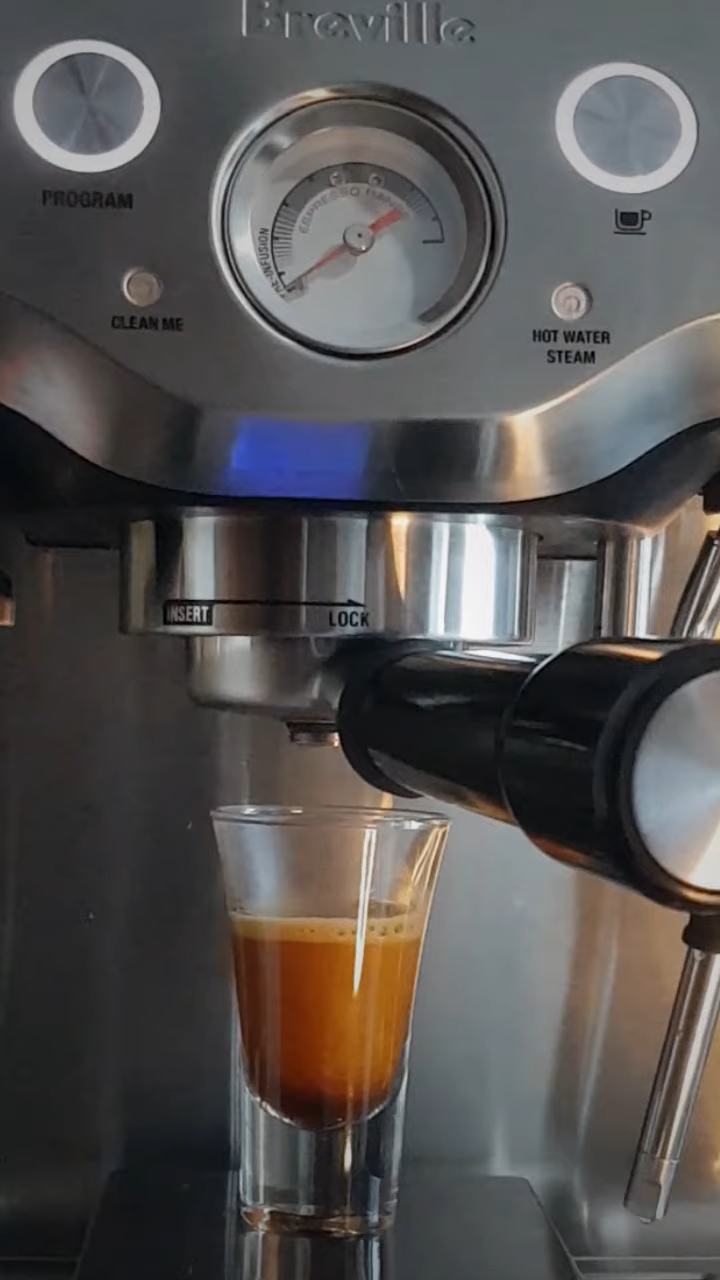 Breville
PROGRAM
ESPRESSO RANGE
PRE-INFUSION
CLEAN ME
HOT WATER
STEAM
INSERT
LOCK